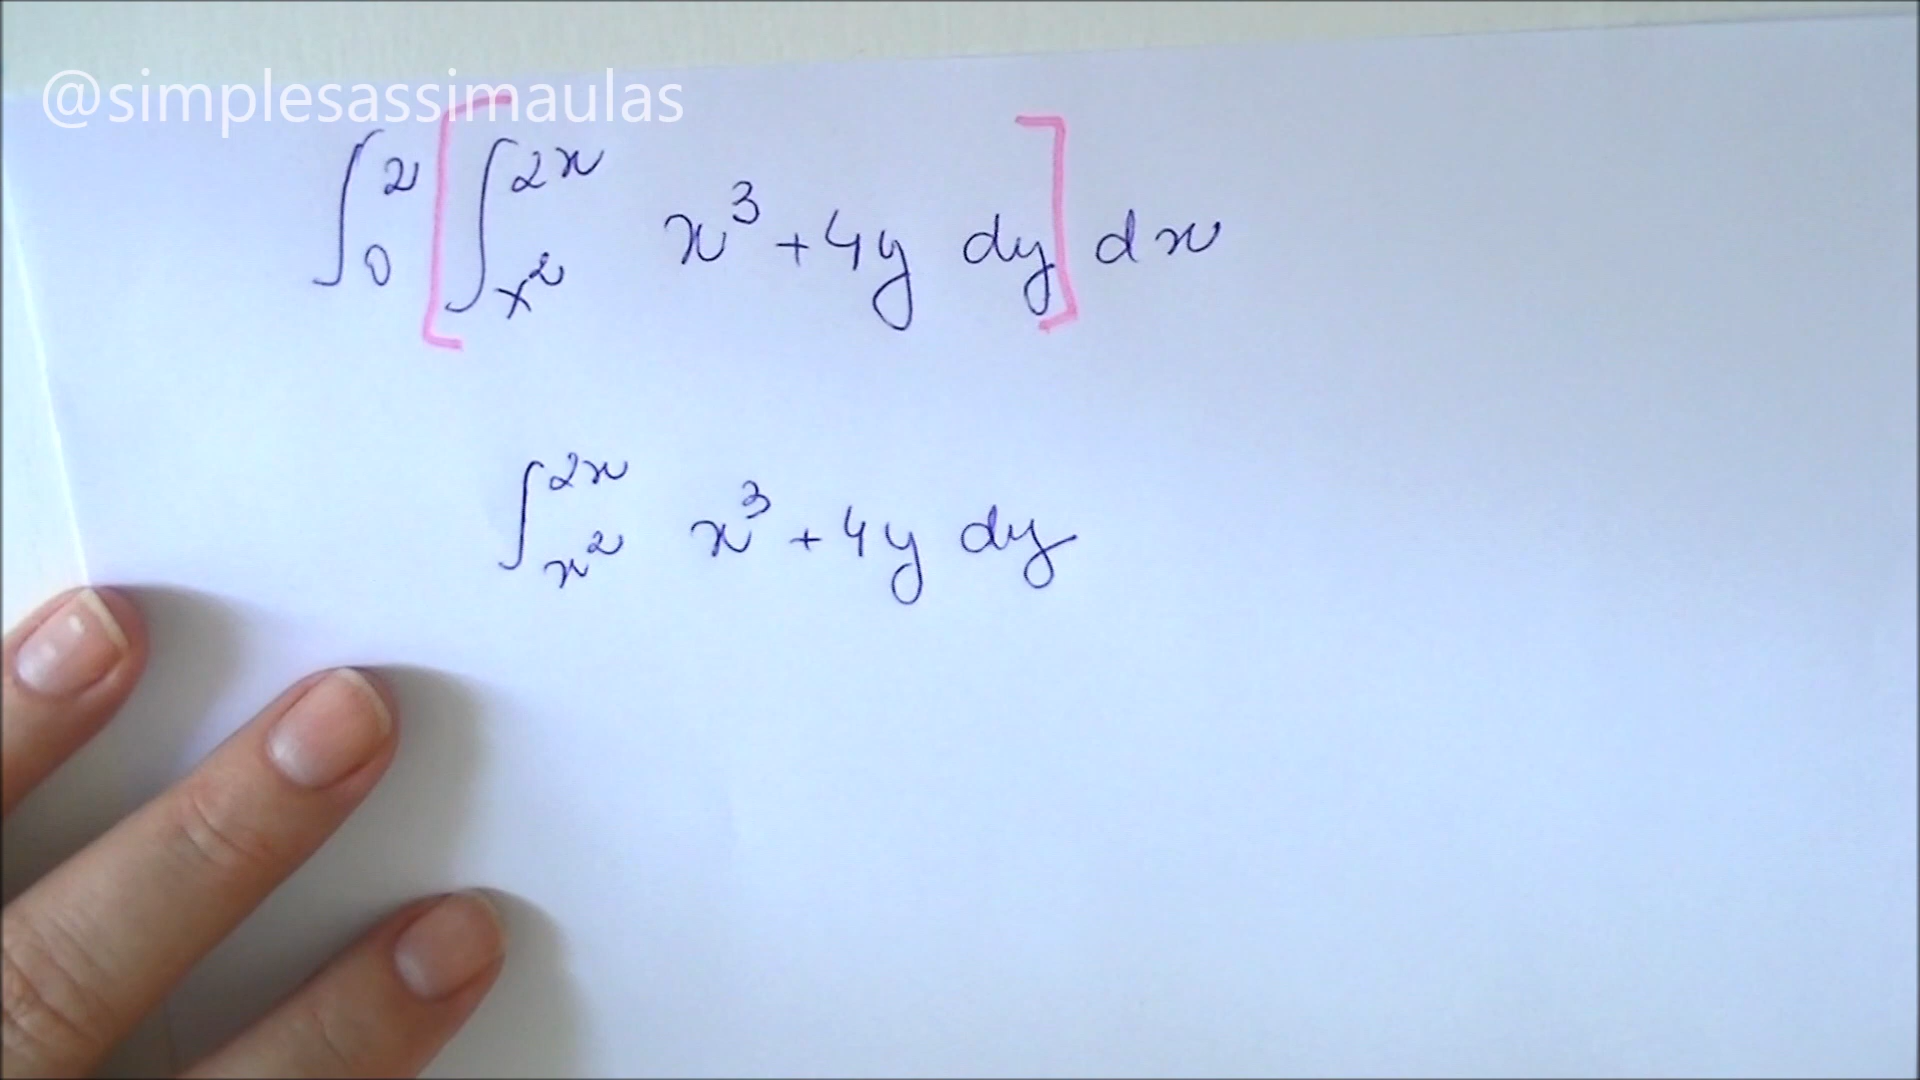 @simplesassimaulas
∫₀² [ ∫_{x²}^{2x} x³ + 4y dy ] dx
∫_{x²}^{2x} x³ + 4y dy